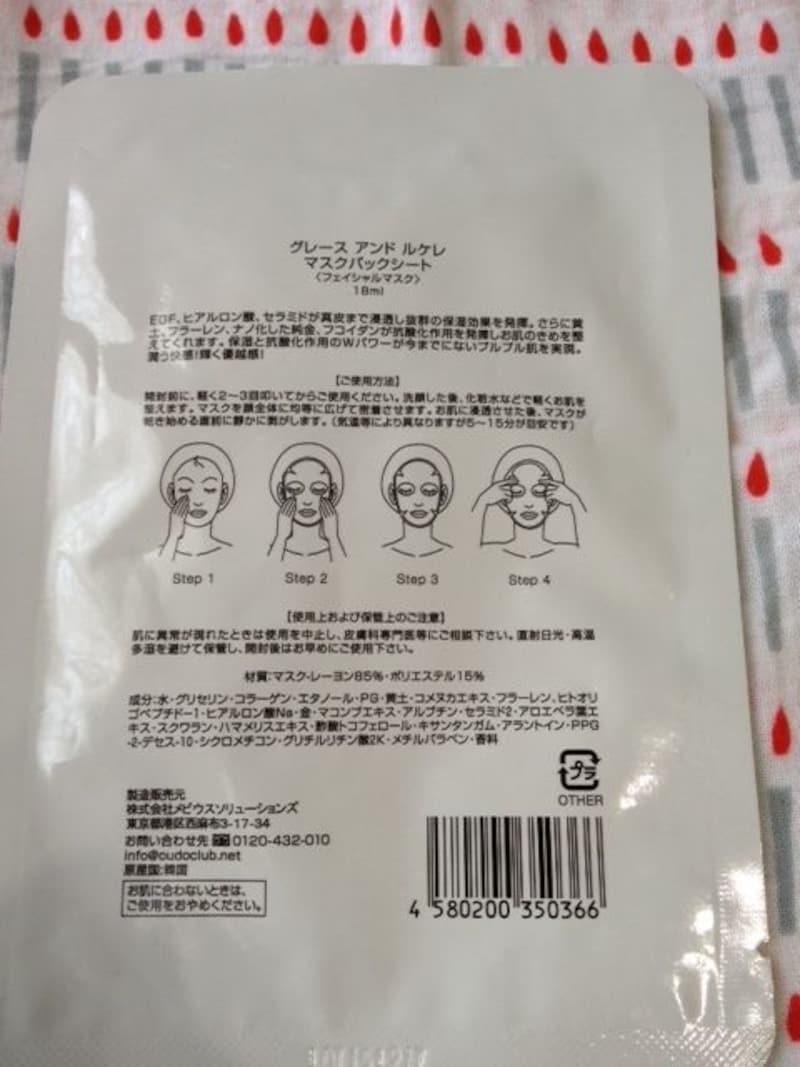 グレース アンド ルケレ
マスクパックシート
〈フェイシャルマスク〉
18ml
EGF、ヒアルロン酸、セラミドが真皮まで浸透し抜群の保湿効果を発揮。さらに黄
土、フラーレン、ナノ化した純金、フコイダンが抗酸化作用を発揮しお肌のきめを整
えてくれます。保湿と抗酸化作用のWパワーが今までにないプルプル肌を実現。
潤う快感!輝く優越感!
【ご使用方法】
開封前に、軽く2〜3回叩いてからご使用ください。洗顔した後、化粧水などで軽くお肌を
整えます。マスクを顔全体に均等に広げて密着させます。お肌に浸透させた後、マスクが
乾き始める直前に静かに剥がします。(気温等により異なりますが5〜15分が目安です)
Step 1
Step 2
Step 3
Step 4
【使用上および保管上のご注意】
肌に異常が現れたときは使用を中止し、皮膚科専門医等にご相談下さい。直射日光・高温
多湿を避けて保管し、開封後はお早めにご使用下さい。
材質:マスク-レーヨン85%・ポリエステル15%
成分:水・グリセリン・コラーゲン・エタノール・PG・黄土・コメヌカエキス・フラーレン、ヒトオリ
ゴペプチド-1・ヒアルロン酸Na・金・マコンブエキス・アルブチン・セラミド2・アロエベラ葉エ
キス・スクワラン・ハマメリスエキス・酢酸トコフェロール・キサンタンガム・アラントイン・PPG
-2-デセス-10・シクロメチコン・グリチルリチン酸2K・メチルパラベン・香料
プラ
OTHER
製造販売元
株式会社メビウスソリューションズ
東京都港区西麻布3-17-34
お問い合わせ先 0120-432-010
info@cudoclub.net
原産国:韓国
お肌に合わないときは、
ご使用をおやめください。
4 580200 350366